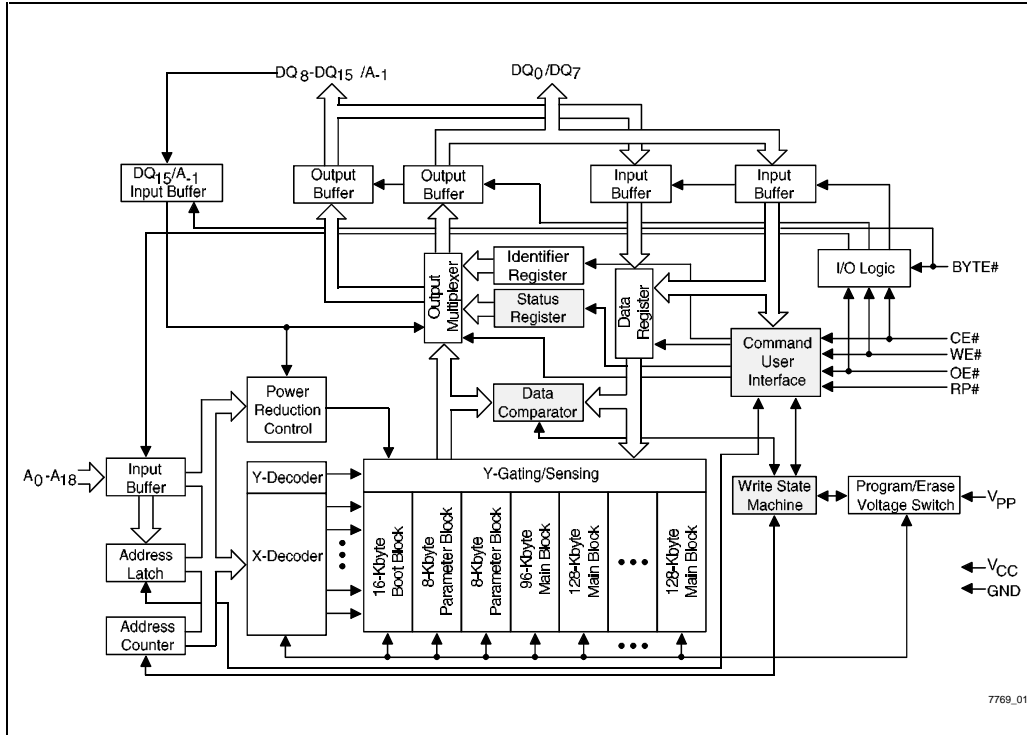 DQ8-DQ15 /A-1
DQ0/DQ7
DQ15/A-1
Input Buffer
Output
Buffer
Output
Buffer
Input
Buffer
Input
Buffer
I/O Logic
BYTE#
Output
Multiplexer
Identifier
Register
Status
Register
Data
Register
Command
User
Interface
CE#
WE#
OE#
RP#
Power
Reduction
Control
Data
Comparator
A0-A18
Input
Buffer
Y-Decoder
Y-Gating/Sensing
Write State
Machine
Program/Erase
Voltage Switch
VPP
Address
Latch
X-Decoder
16-Kbyte
Boot Block
8-Kbyte
Parameter Block
8-Kbyte
Parameter Block
96-Kbyte
Main Block
128-Kbyte
Main Block
128-Kbyte
Main Block
VCC
GND
Address
Counter
7769_01